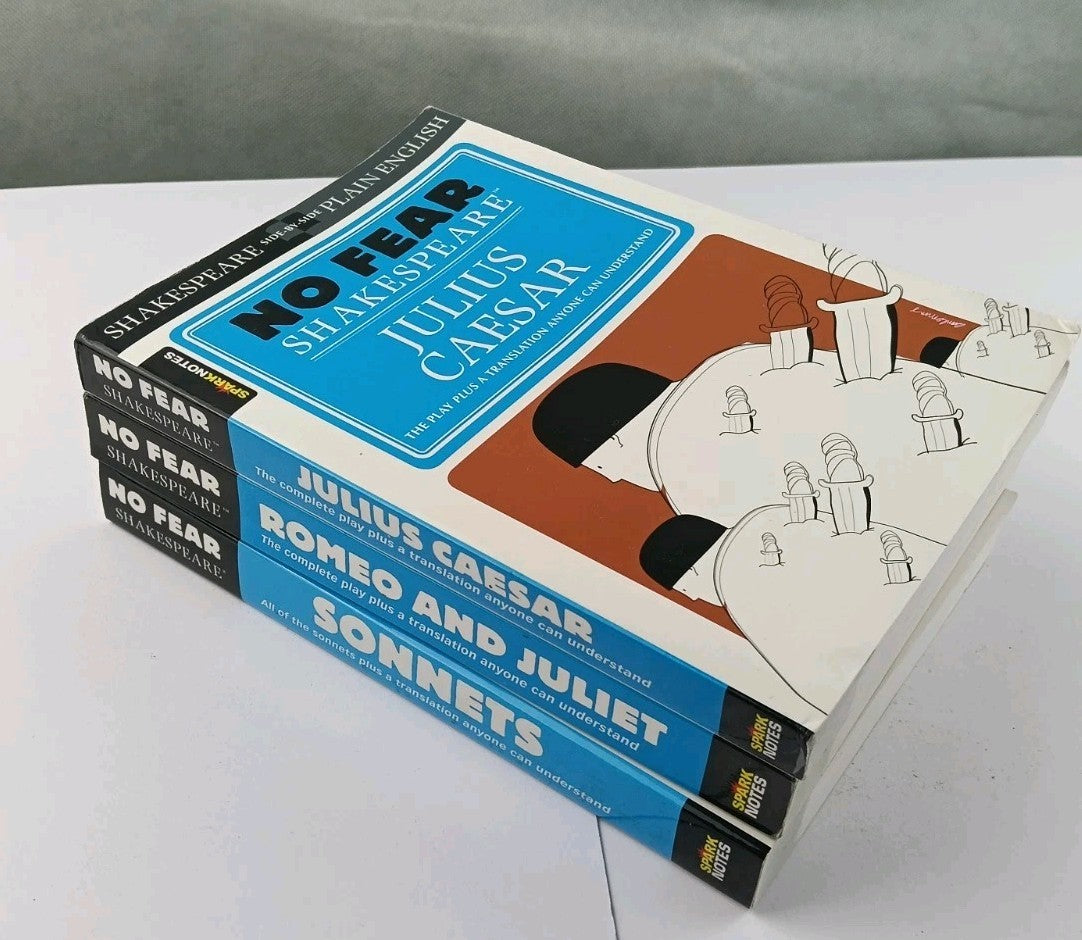 SHAKESPEARE SIDE-BY-SIDE PLAIN ENGLISH
NO FEAR
SHAKESPEARE™
JULIUS
CAESAR
THE PLAY PLUS A TRANSLATION ANYONE CAN UNDERSTAND
SPARKNOTES
NO FEAR
SHAKESPEARE™
JULIUS CAESAR
The complete play plus a translation anyone can understand
SPARK
NOTES
NO FEAR
SHAKESPEARE™
ROMEO AND JULIET
The complete play plus a translation anyone can understand
SPARK
NOTES
NO FEAR
SHAKESPEARE®
SONNETS
All of the sonnets plus a translation anyone can understand
SPARK
NOTES